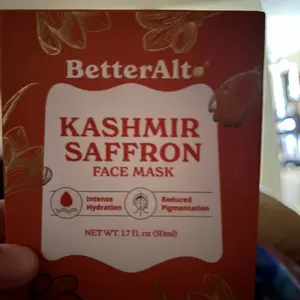 BetterAlt
KASHMIR
SAFFRON
FACE MASK
Intense
Hydration
Reduced
Pigmentation
NET WT. 1.7 fl. oz (50ml)